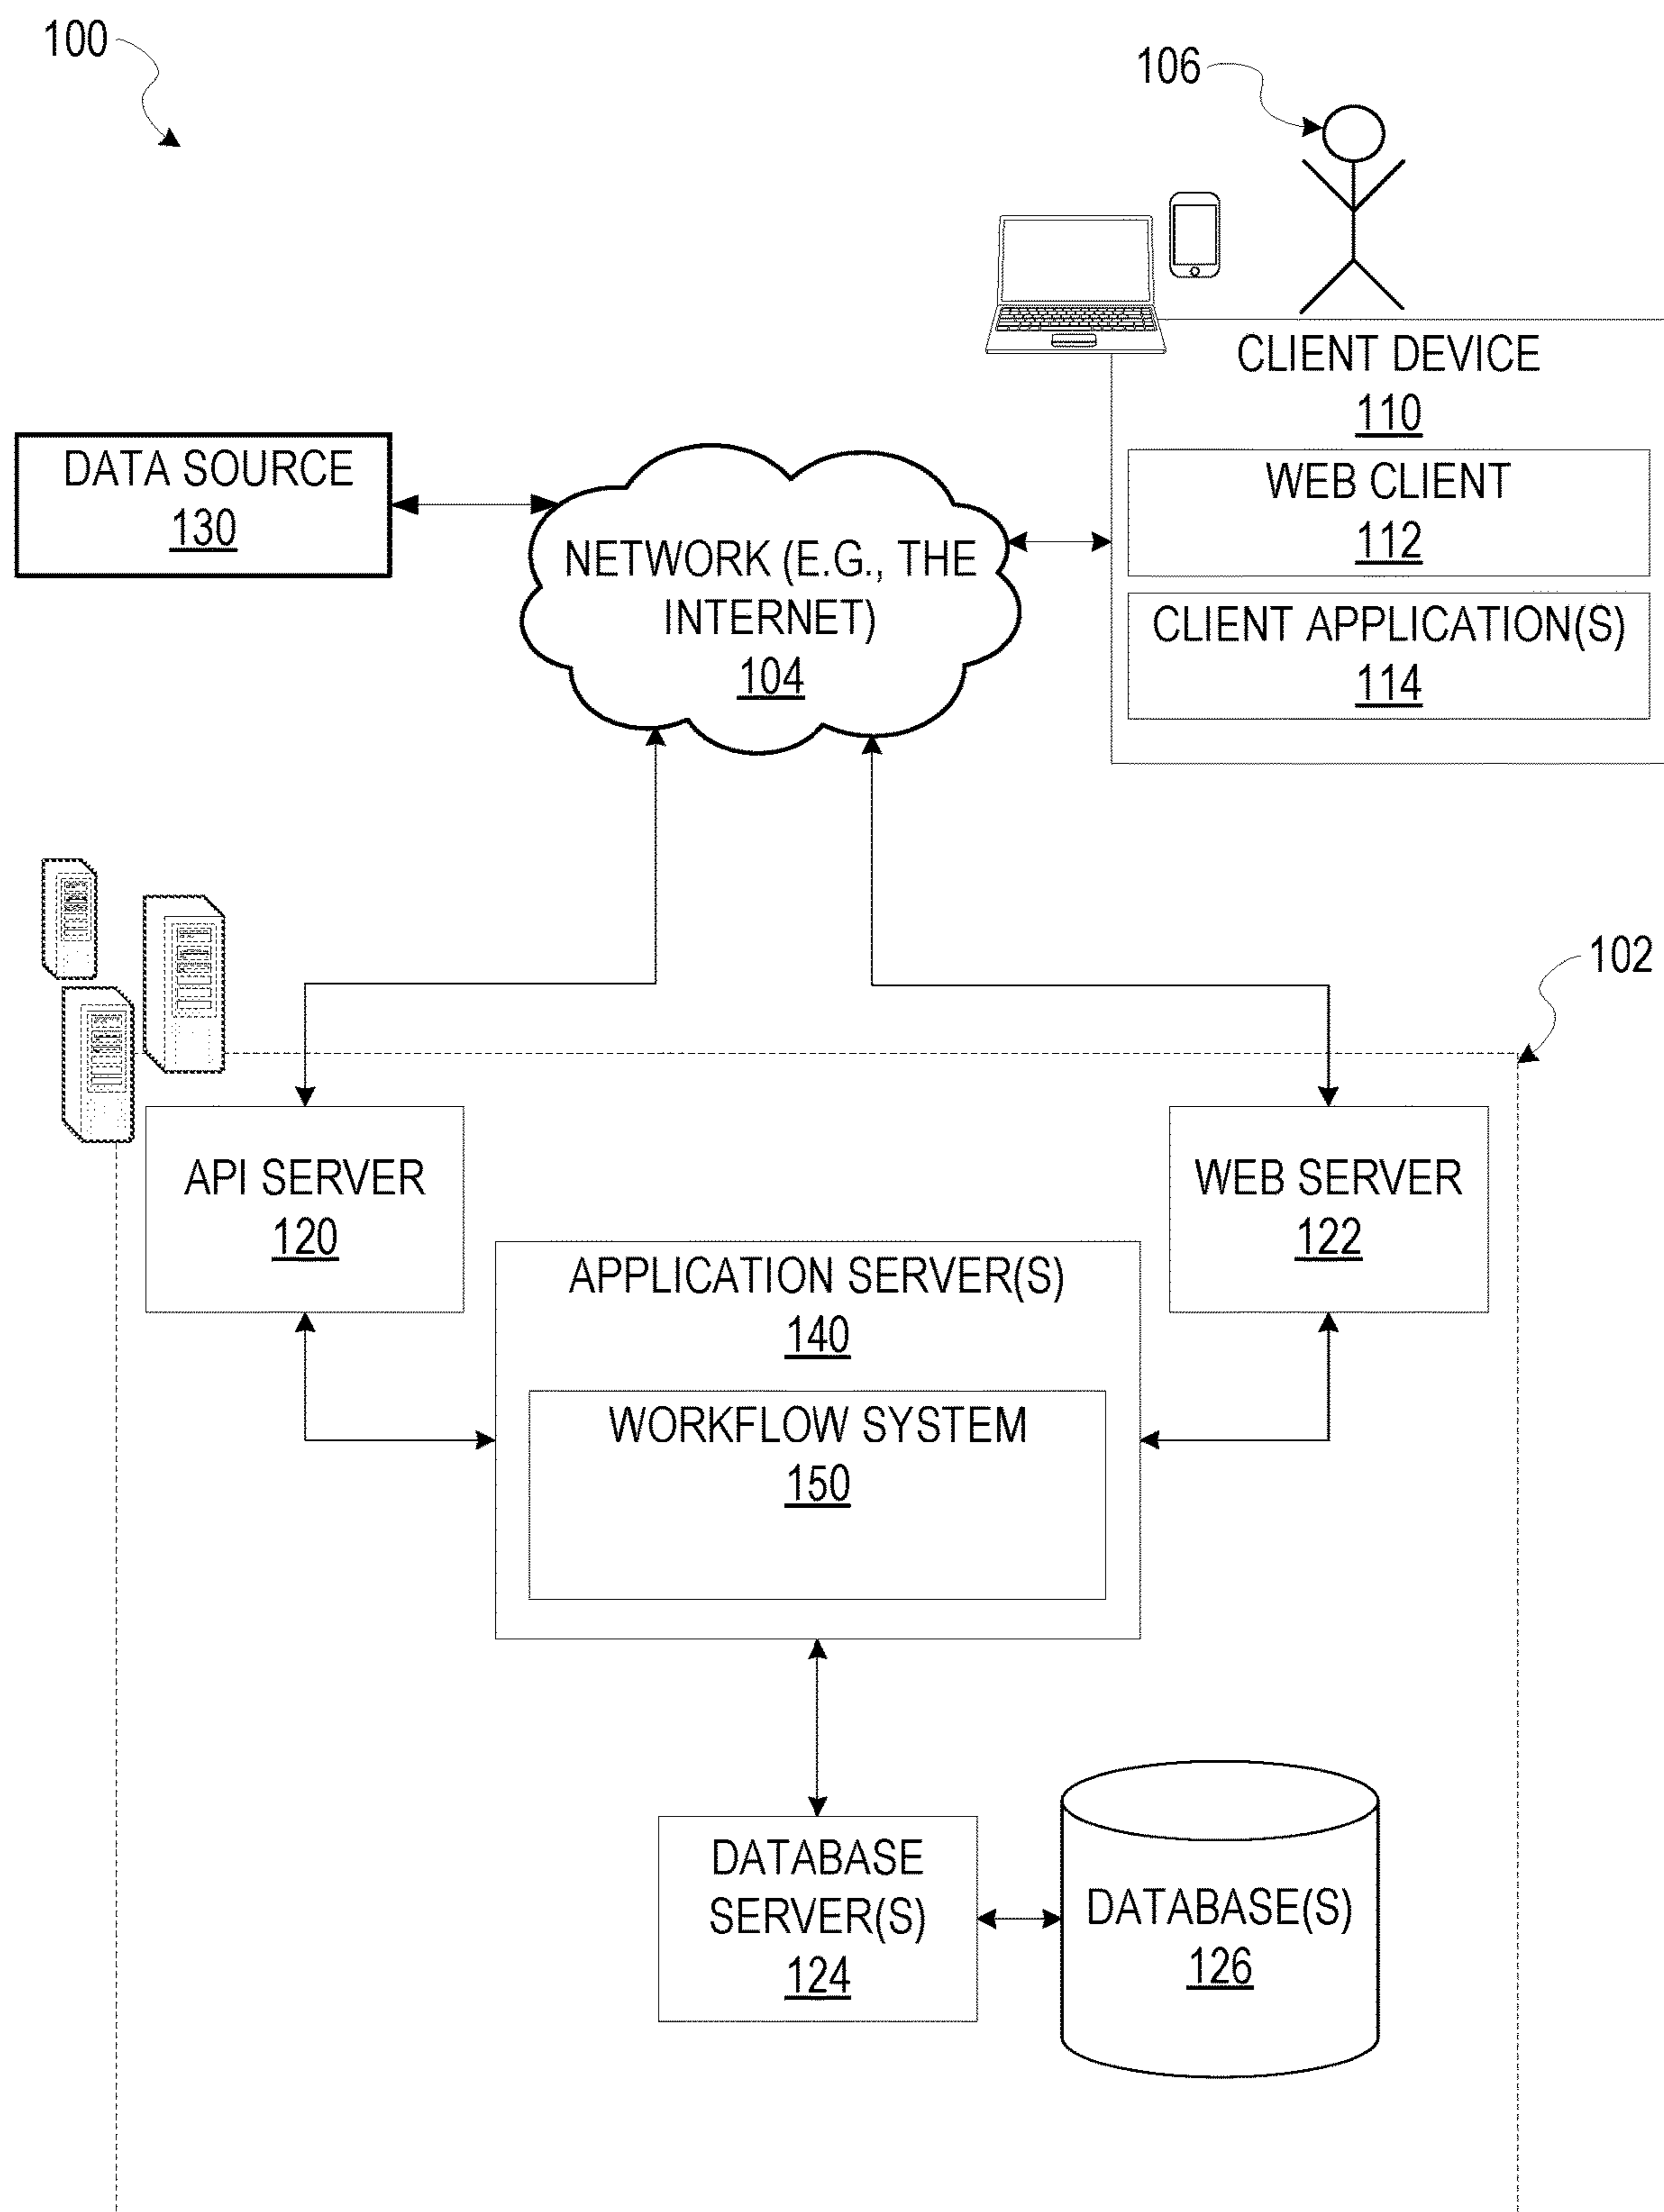 100
106
CLIENT DEVICE
110
WEB CLIENT
112
CLIENT APPLICATION(S)
114
DATA SOURCE
130
NETWORK (E.G., THE
INTERNET)
104
102
API SERVER
120
WEB SERVER
122
APPLICATION SERVER(S)
140
WORKFLOW SYSTEM
150
DATABASE
SERVER(S)
124
DATABASE(S)
126